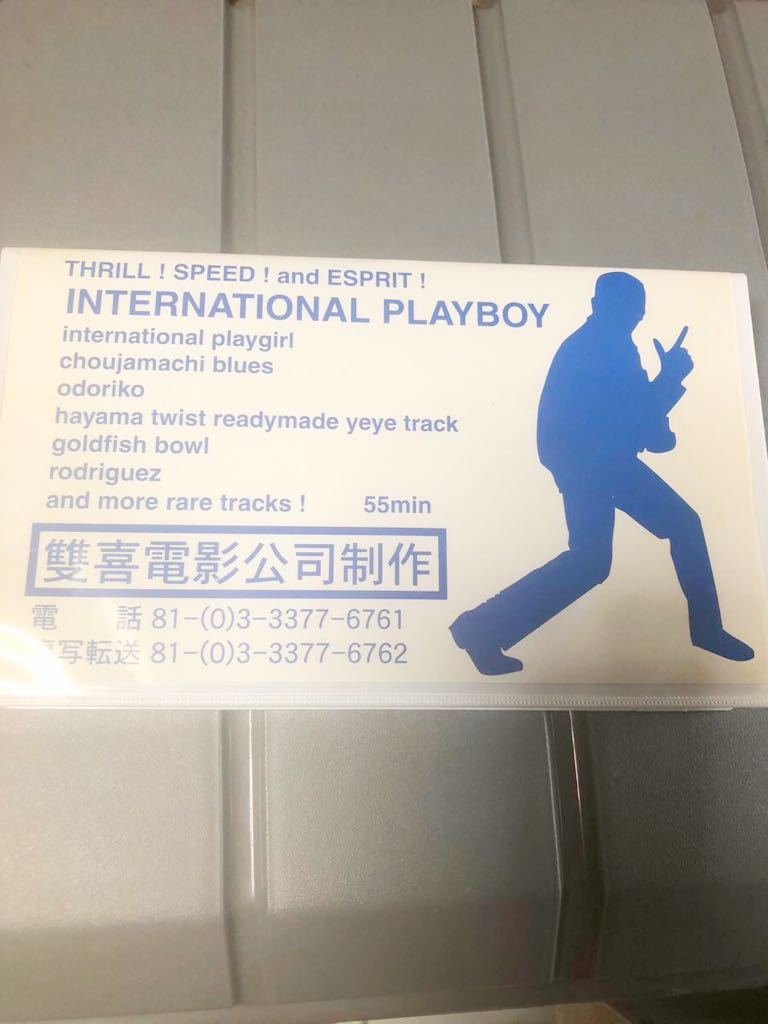 THRILL ! SPEED ! and ESPRIT !
INTERNATIONAL PLAYBOY
international playgirl
choujamachi blues
odoriko
hayama twist readymade yeye track
goldfish bowl
rodriguez
and more rare tracks ! 55min
雙喜電影公司制作
電 話 81-(0)3-3377-6761
写転送 81-(0)3-3377-6762